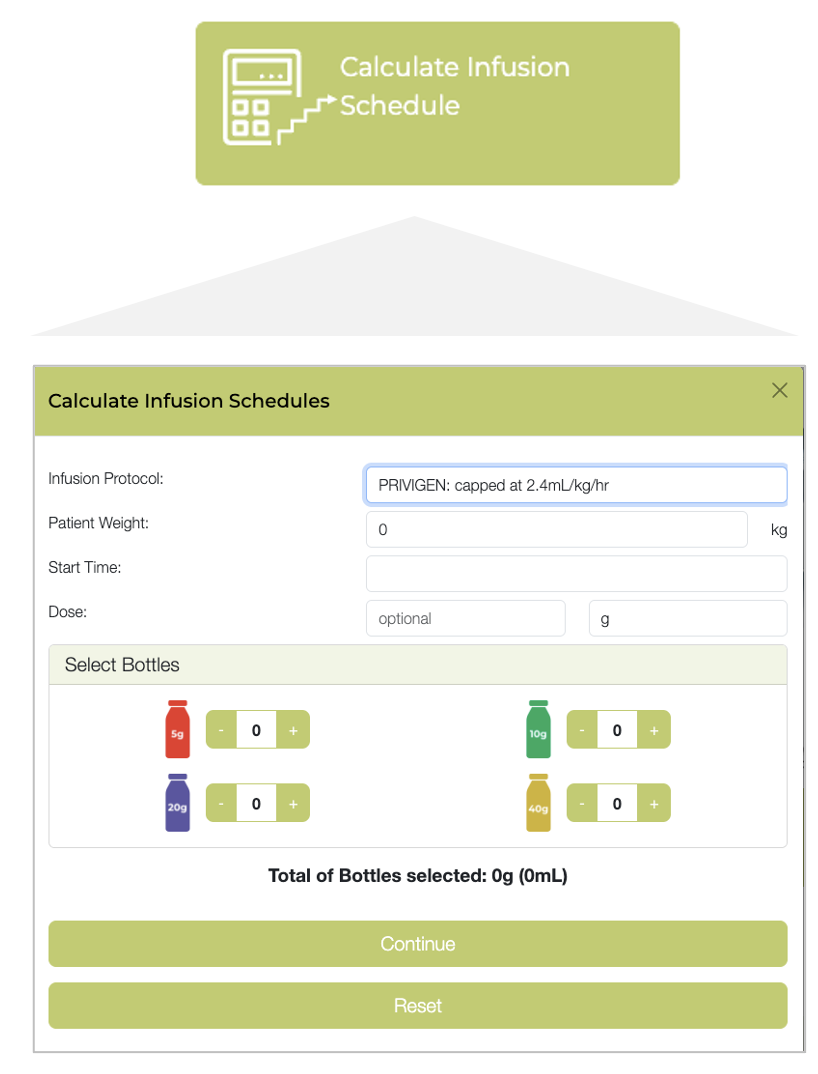 Calculate Infusion
Schedule
Calculate Infusion Schedules
Infusion Protocol:
PRIVIGEN: capped at 2.4mL/kg/hr
Patient Weight:
0
kg
Start Time:
Dose:
optional
g
Select Bottles
5g
-
0
+
10g
-
0
+
20g
-
0
+
40g
-
0
+
Total of Bottles selected: 0g (0mL)
Continue
Reset